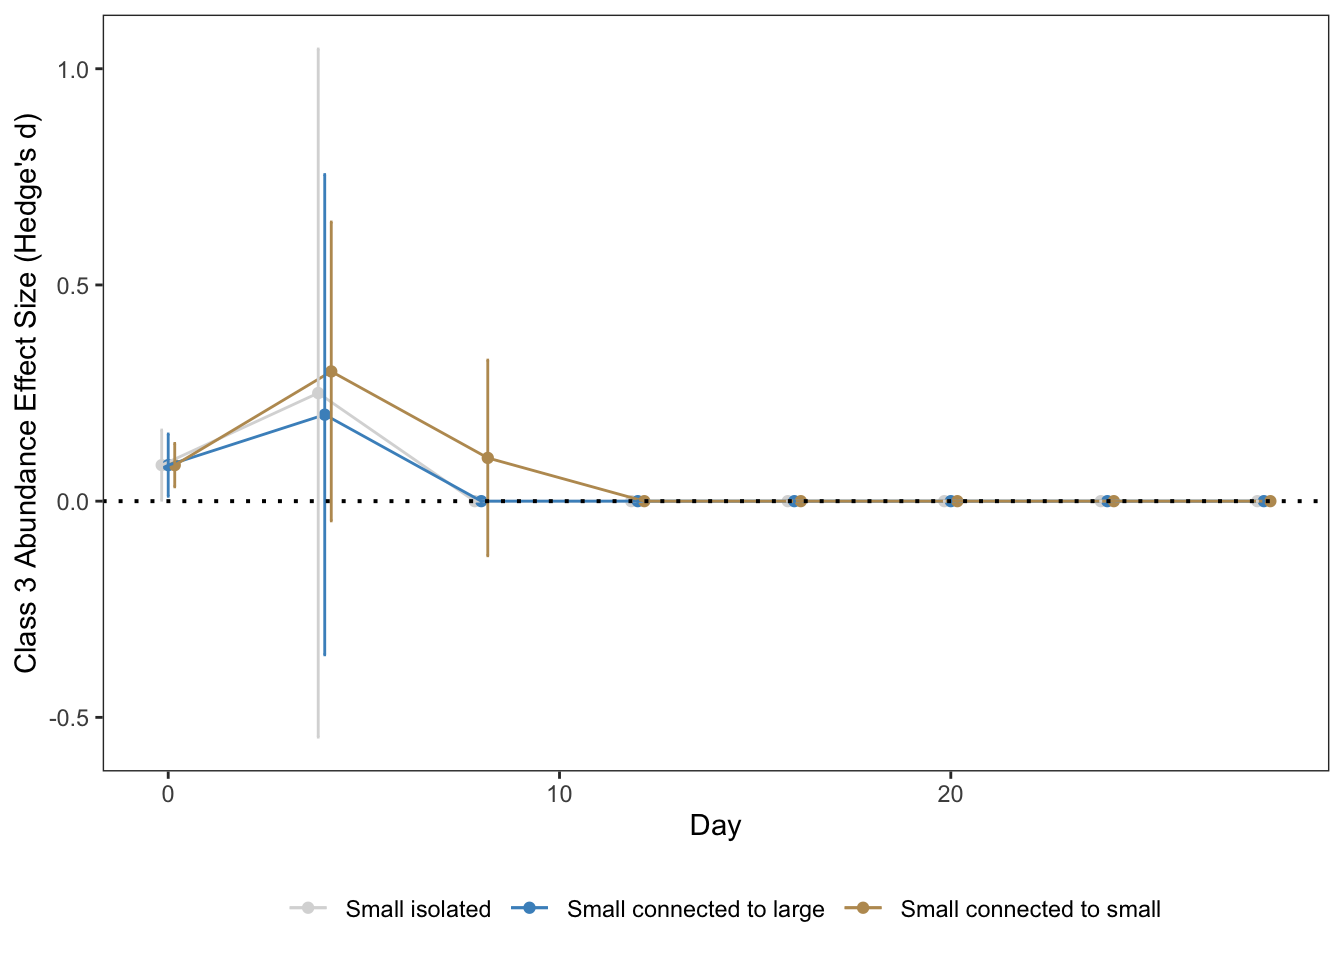 Class 3 Abundance Effect Size (Hedge's d)
1.0
0.5
0.0
-0.5
0 10 20
Day
Small isolated Small connected to large Small connected to small